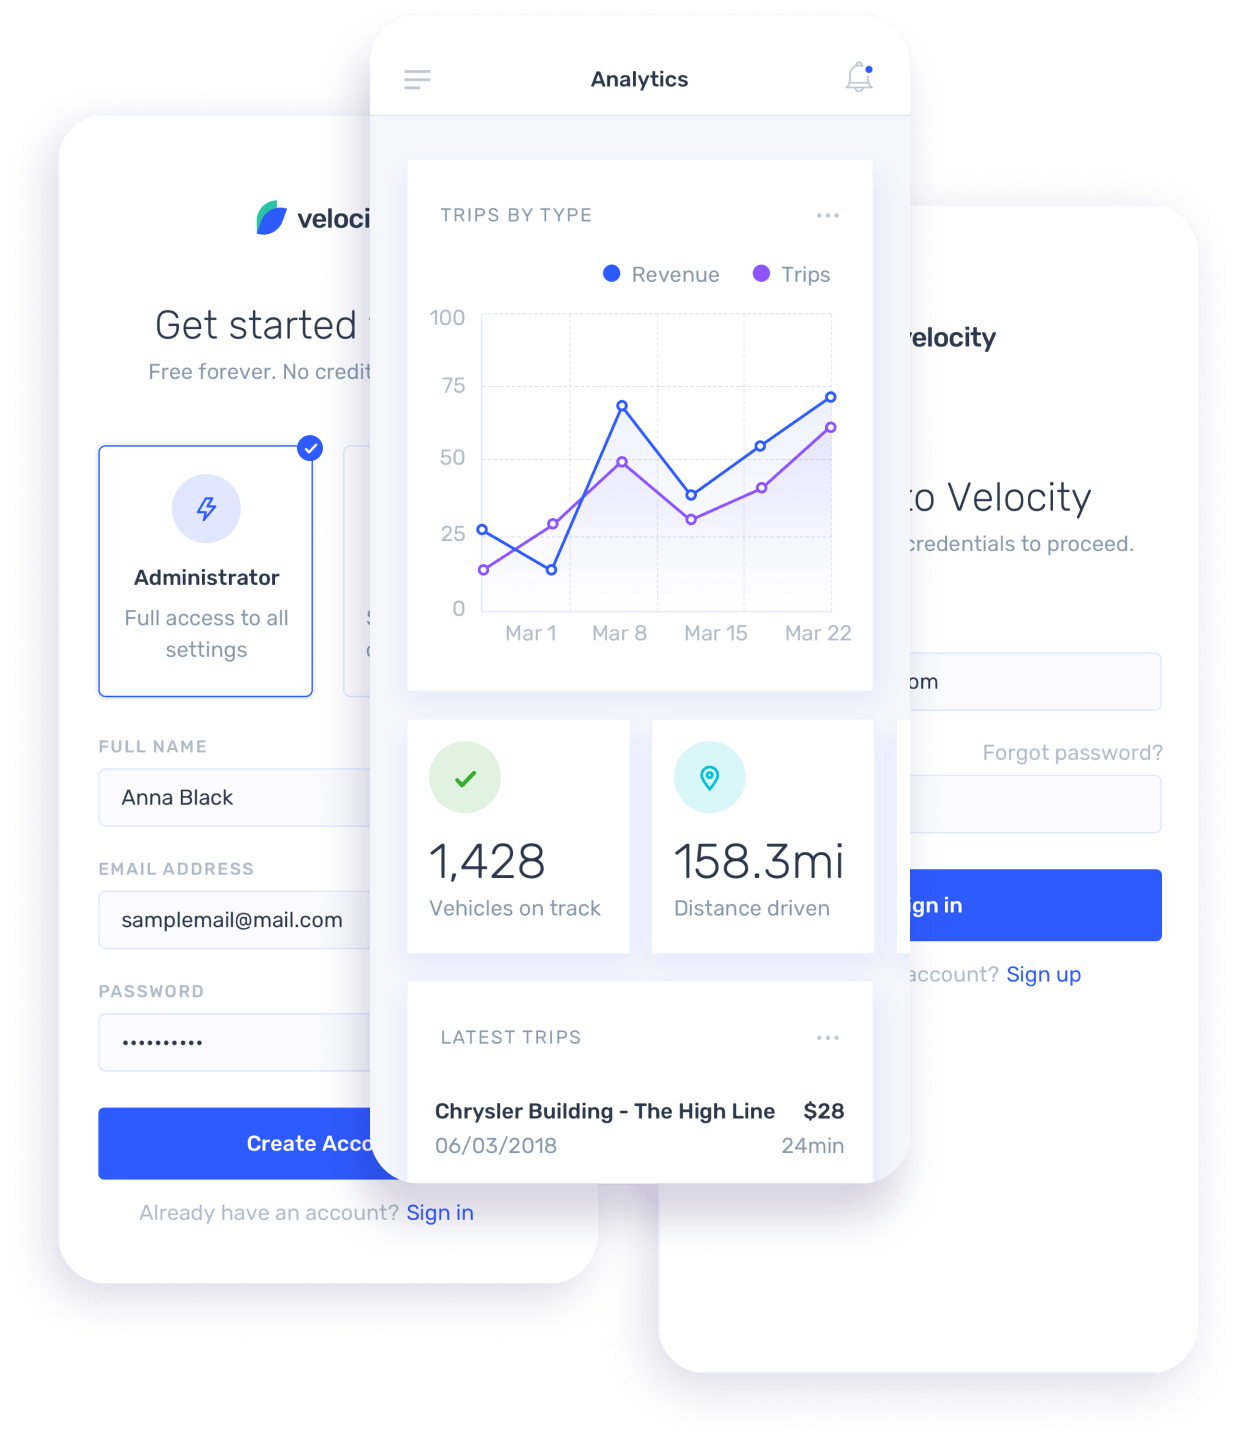 Analytics
TRIPS BY TYPE
Revenue
Trips
100
75
50
25
0
Mar 1
Mar 8
Mar 15
Mar 22
1,428
Vehicles on track
158.3mi
Distance driven
LATEST TRIPS
Chrysler Building - The High Line
$28
06/03/2018
24min
veloci
Get started
Free forever. No credit
Administrator
Full access to all
settings
FULL NAME
Anna Black
EMAIL ADDRESS
samplemail@mail.com
PASSWORD
••••••••••
Create Acco
Already have an account? Sign in
velocity
to Velocity
credentials to proceed.
om
Forgot password?
ign in
account? Sign up